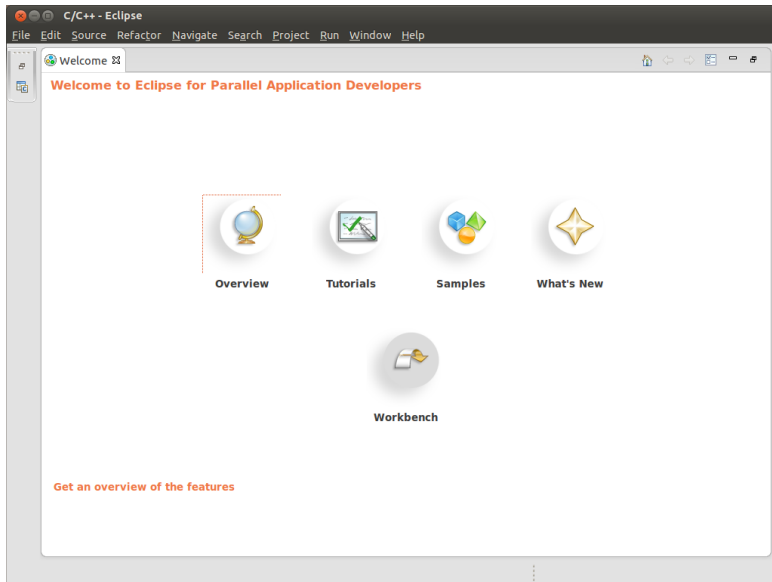 C/C++ - Eclipse
File Edit Source Refactor Navigate Search Project Run Window Help
Welcome
Welcome to Eclipse for Parallel Application Developers
Overview Tutorials Samples What's New
Workbench
Get an overview of the features